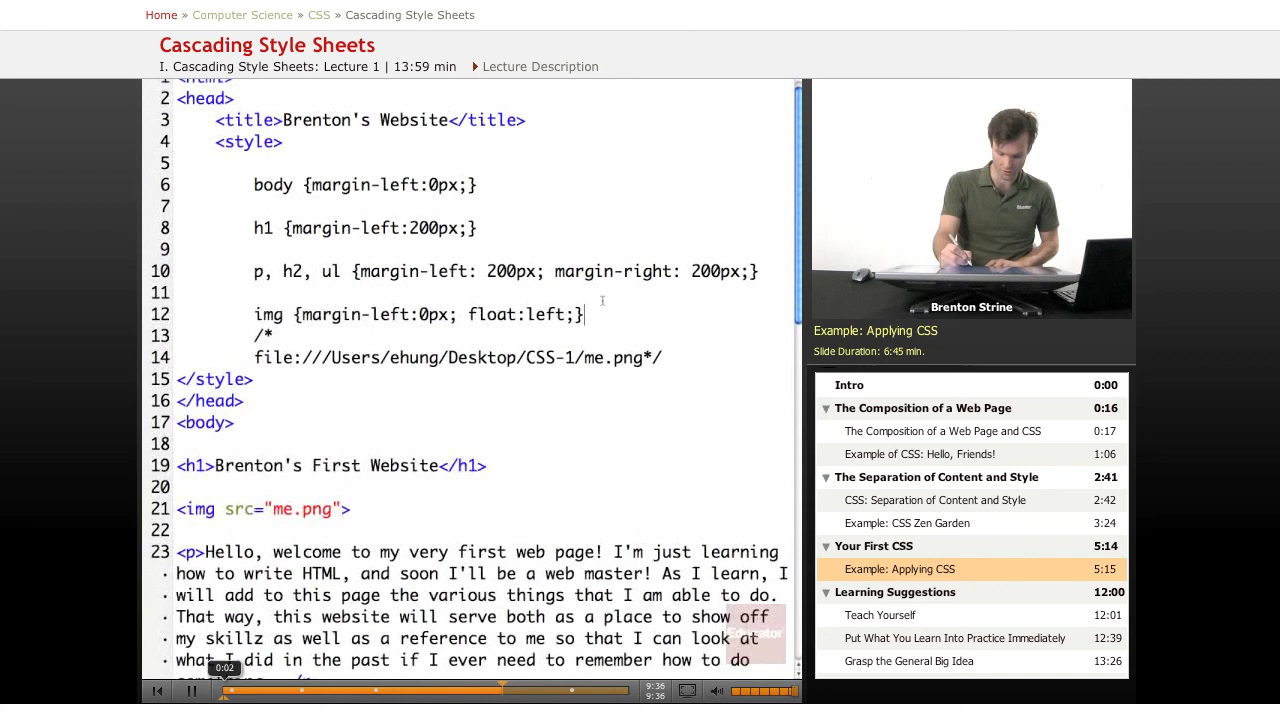 Home » Computer Science » CSS » Cascading Style Sheets
Cascading Style Sheets
I. Cascading Style Sheets: Lecture 1 | 13:59 min Lecture Description
1 <html>
2 <head>
3 <title>Brenton's Website</title>
4 <style>
5
6 body {margin-left:0px;}
7
8 h1 {margin-left:200px;}
9
10 p, h2, ul {margin-left: 200px; margin-right: 200px;}
11
12 img {margin-left:0px; float:left;}
13 /*
14 file:///Users/ehung/Desktop/CSS-1/me.png*/
15 </style>
16 </head>
17 <body>
18
19 <h1>Brenton's First Website</h1>
20
21 <img src="me.png">
22
23 <p>Hello, welcome to my very first web page! I'm just learning
· how to write HTML, and soon I'll be a web master! As I learn, I
· will add to this page the various things that I am able to do.
· That way, this website will serve both as a place to show off
· my skillz as well as a reference to me so that I can look at
· what I did in the past if I ever need to remember how to do
Educator
0:02
9:36
9:36
Educator
Brenton Strine
Example: Applying CSS
Slide Duration: 6:45 min.
Intro 0:00
The Composition of a Web Page 0:16
The Composition of a Web Page and CSS 0:17
Example of CSS: Hello, Friends! 1:06
The Separation of Content and Style 2:41
CSS: Separation of Content and Style 2:42
Example: CSS Zen Garden 3:24
Your First CSS 5:14
Example: Applying CSS 5:15
Learning Suggestions 12:00
Teach Yourself 12:01
Put What You Learn Into Practice Immediately 12:39
Grasp the General Big Idea 13:26